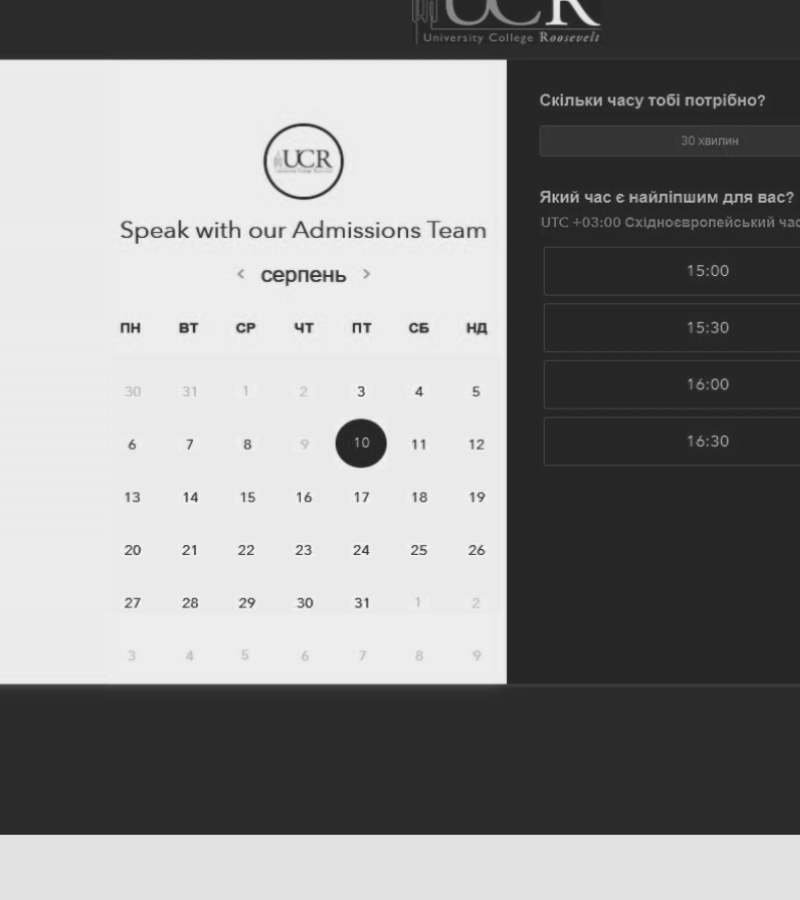 UCR
University College Roosevelt
UCR
Speak with our Admissions Team
< серпень >
ПН ВТ СР ЧТ ПТ СБ НД
30 31 1 2 3 4 5
6 7 8 9 10 11 12
13 14 15 16 17 18 19
20 21 22 23 24 25 26
27 28 29 30 31 1 2
3 4 5 6 7 8 9
Скільки часу тобі потрібно?
30 хвилин
Який час є найліпшим для вас?
UTC +03:00 Східноєвропейський час
15:00
15:30
16:00
16:30